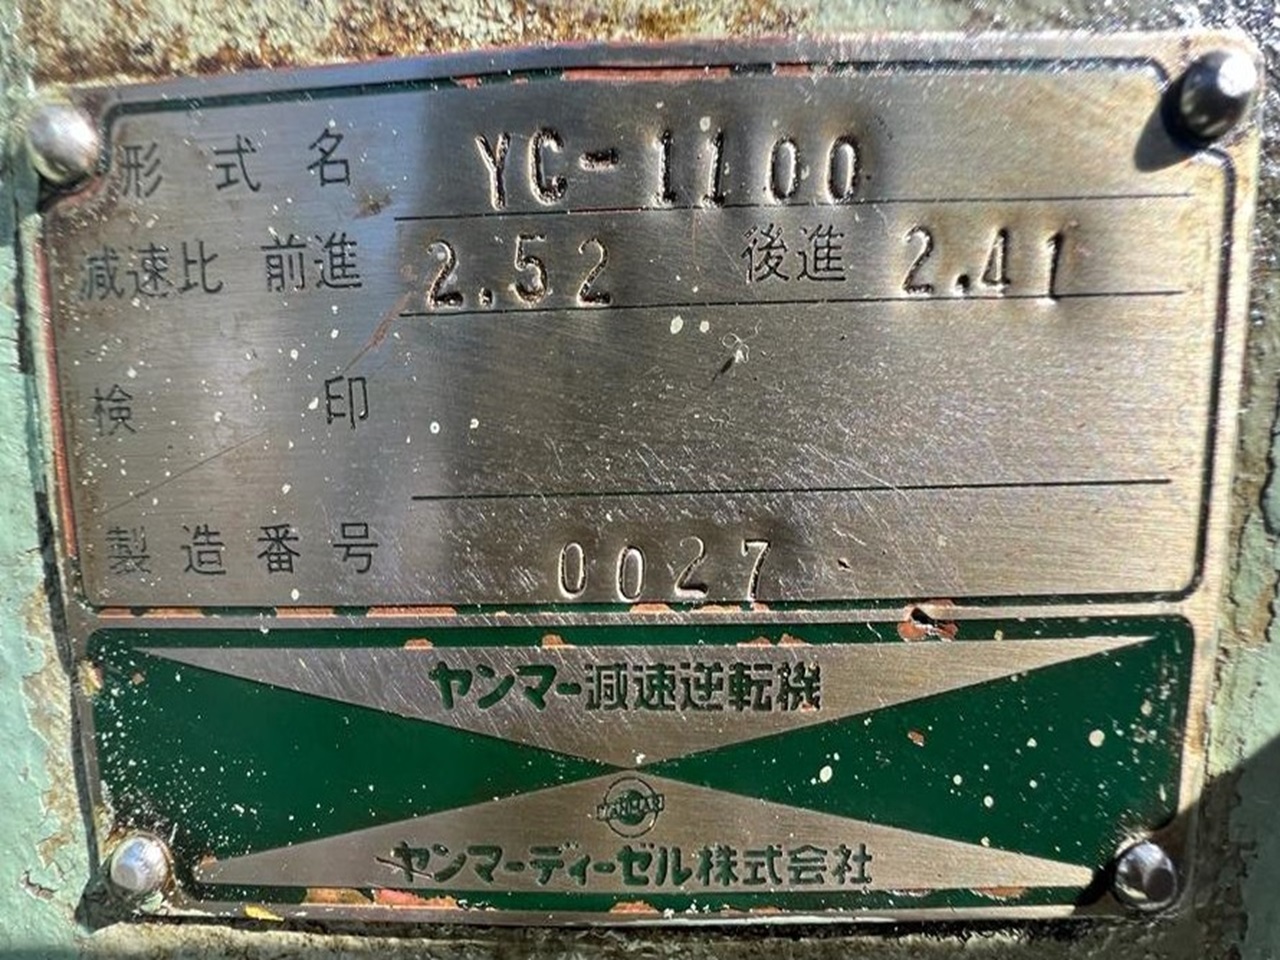 形式名 YC-1100
減速比 前進 2.52 後進 2.41
検印
製造番号 0027
ヤンマー減速逆転機
YANMAR
ヤンマーディーゼル株式会社